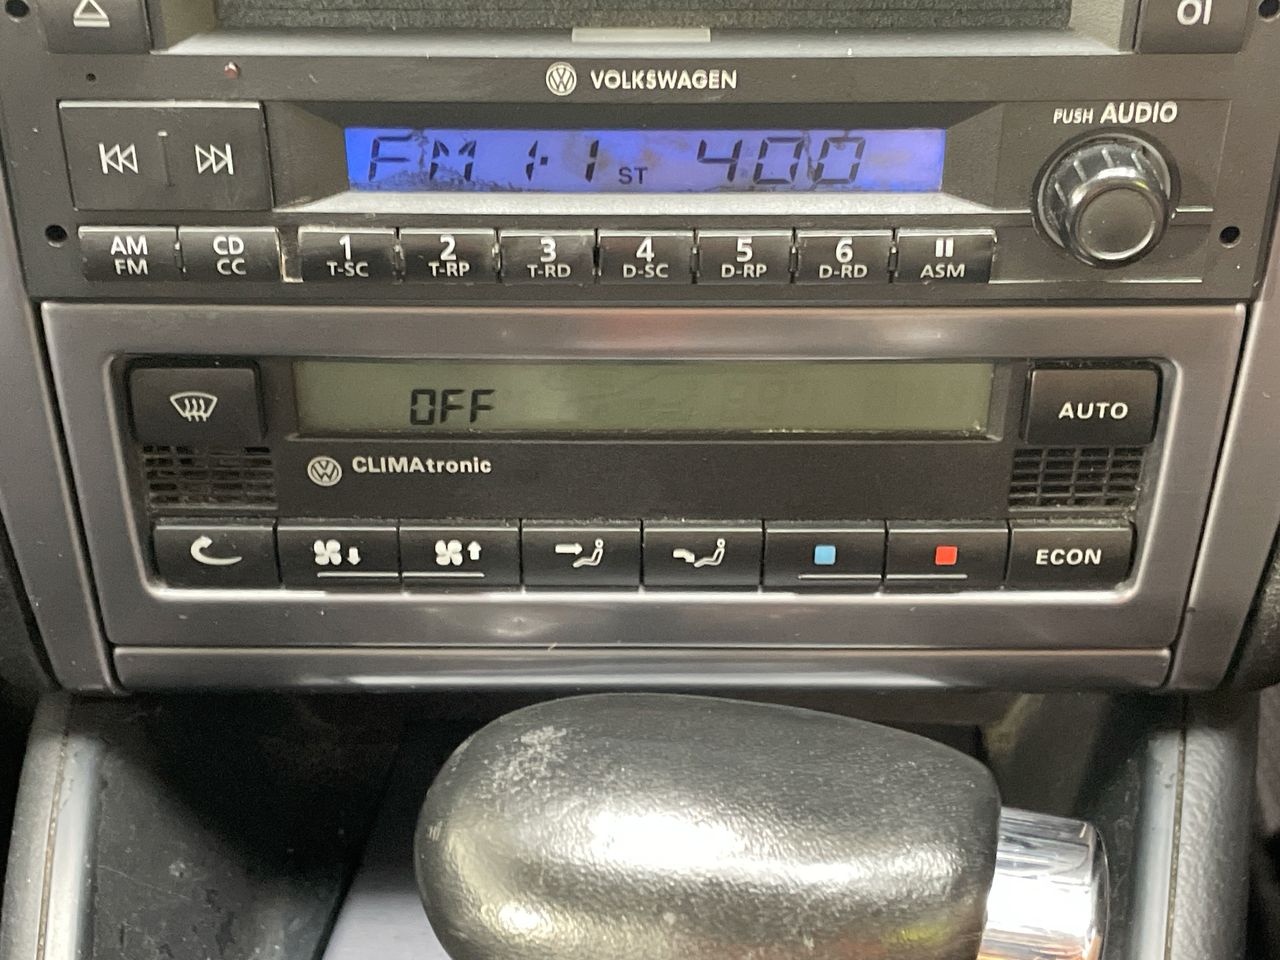 VOLKSWAGEN
PUSH AUDIO
FM 1-1 ST 400
AM
FM
CD
CC
1
T-SC
2
T-RP
3
T-RD
4
D-SC
5
D-RP
6
D-RD
ASM
OFF
AUTO
CLIMAtronic
ECON